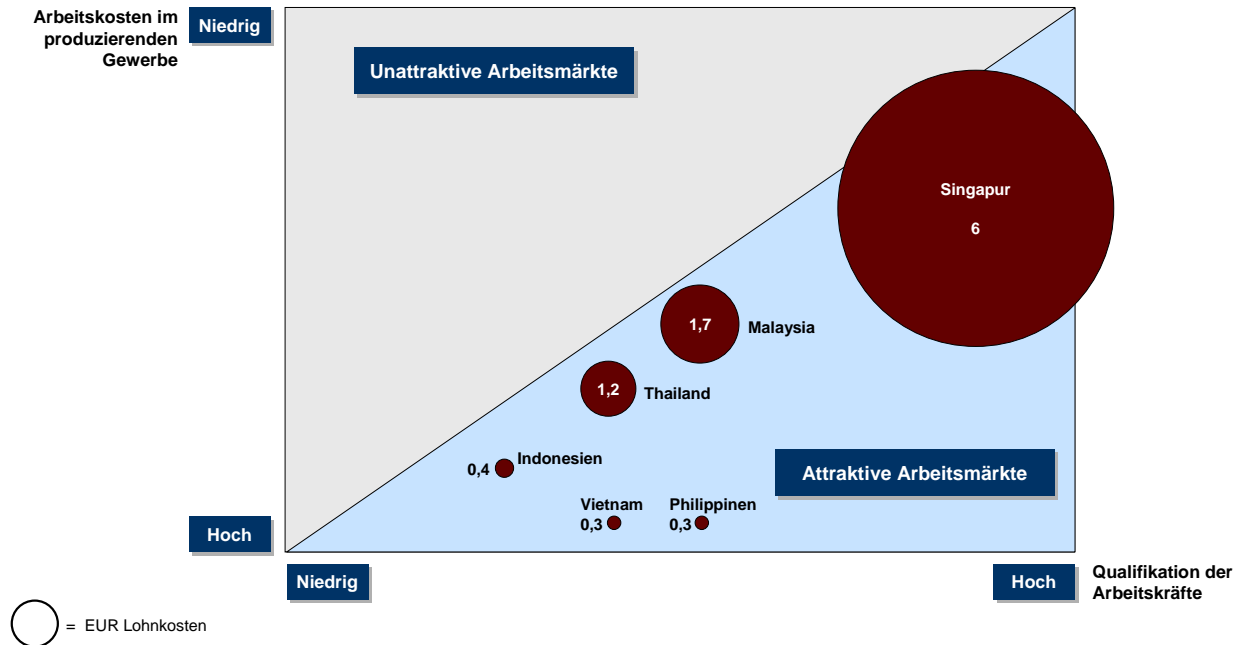 Arbeitskosten im
produzierenden
Gewerbe
Niedrig
Unattraktive Arbeitsmärkte
Singapur
6
1,7
Malaysia
1,2
Thailand
0,4
Indonesien
Attraktive Arbeitsmärkte
Vietnam
0,3
Philippinen
0,3
Hoch
Niedrig
Hoch
Qualifikation der
Arbeitskräfte
= EUR Lohnkosten